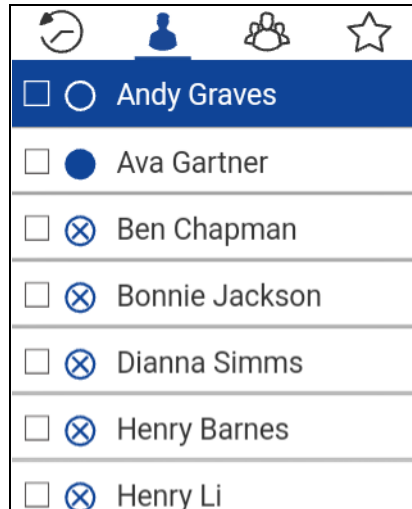 Andy Graves
Ava Gartner
Ben Chapman
Bonnie Jackson
Dianna Simms
Henry Barnes
Henry Li